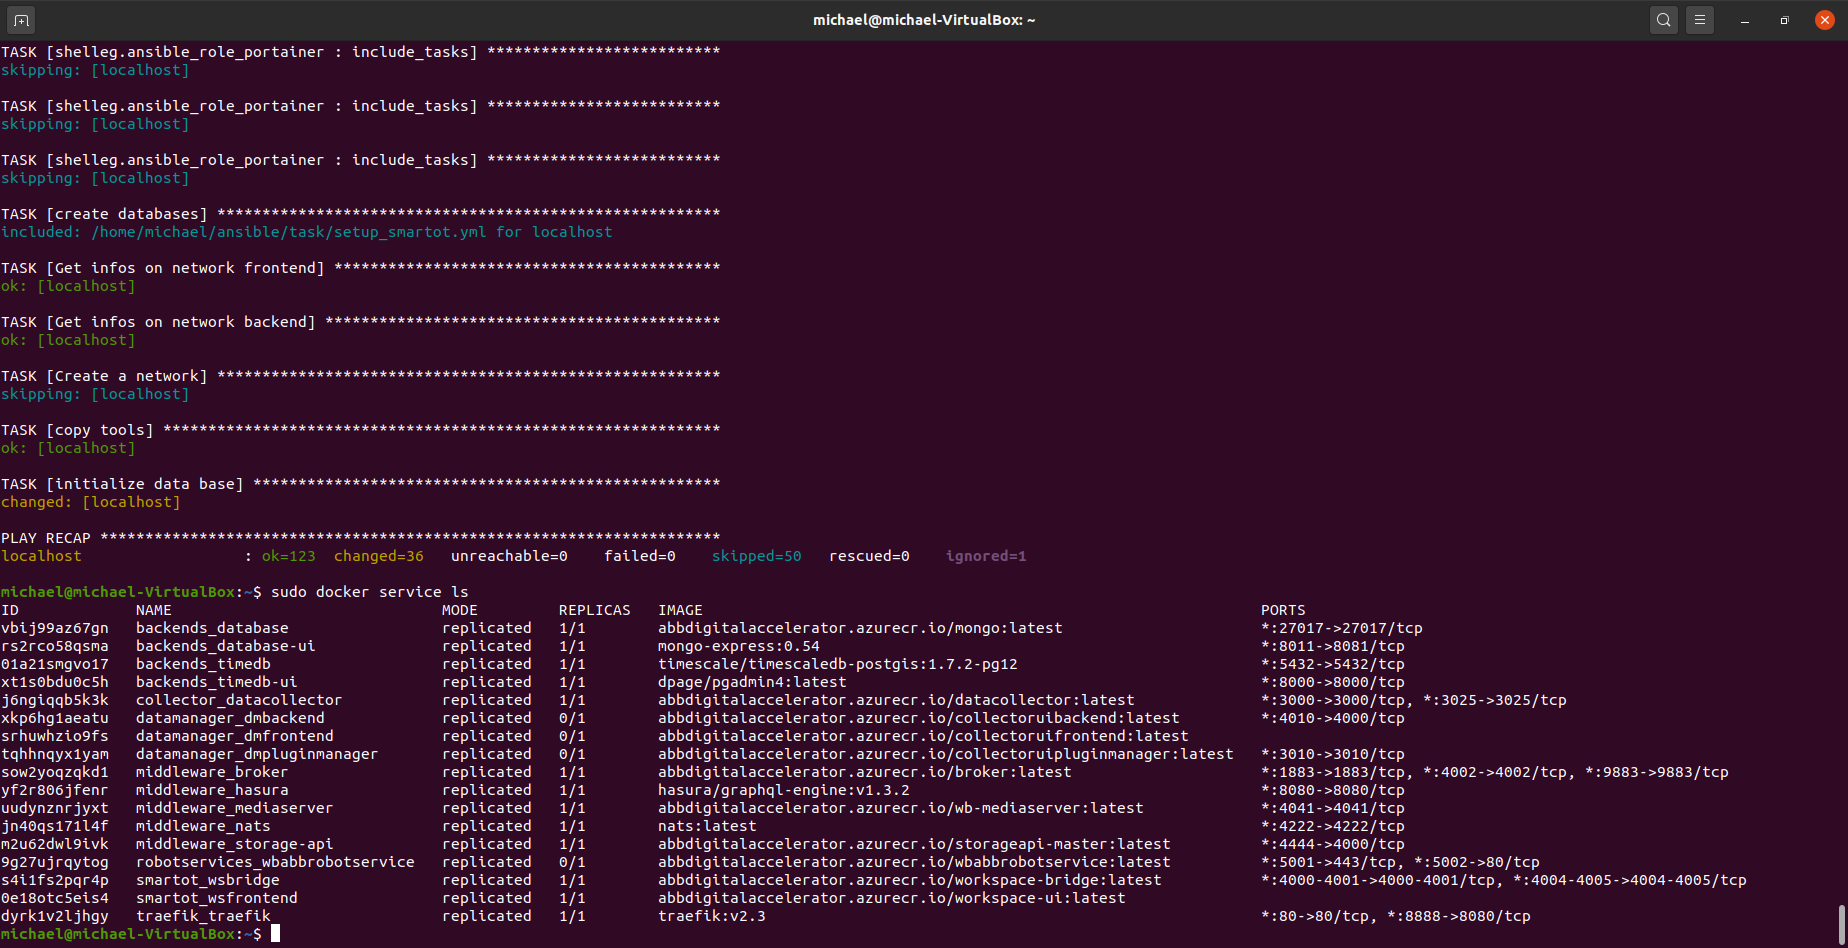 michael@michael-VirtualBox: ~
TASK [shelleg.ansible_role_portainer : include_tasks] **************************
skipping: [localhost]
TASK [shelleg.ansible_role_portainer : include_tasks] **************************
skipping: [localhost]
TASK [shelleg.ansible_role_portainer : include_tasks] **************************
skipping: [localhost]
TASK [create databases] ********************************************************
included: /home/michael/ansible/task/setup_smartot.yml for localhost
TASK [Get infos on network frontend] *******************************************
ok: [localhost]
TASK [Get infos on network backend] ********************************************
ok: [localhost]
TASK [Create a network] ********************************************************
skipping: [localhost]
TASK [copy tools] **************************************************************
ok: [localhost]
TASK [initialize data base] ****************************************************
changed: [localhost]
PLAY RECAP *********************************************************************
localhost                  : ok=123  changed=36   unreachable=0    failed=0    skipped=50   rescued=0    ignored=1
michael@michael-VirtualBox:~$ sudo docker service ls
ID             NAME                              MODE         REPLICAS   IMAGE                                                              PORTS
vbij99az67gn   backends_database                 replicated   1/1        abbdigitalaccelerator.azurecr.io/mongo:latest                      *:27017->27017/tcp
rs2rco58qsma   backends_database-ui              replicated   1/1        mongo-express:0.54                                                 *:8011->8081/tcp
01a21smgvo17   backends_timedb                   replicated   1/1        timescale/timescaledb-postgis:1.7.2-pg12                           *:5432->5432/tcp
xt1s0bdu0c5h   backends_timedb-ui                replicated   1/1        dpage/pgadmin4:latest                                              *:8000->8000/tcp
j6ngiqqb5k3k   collector_datacollector           replicated   1/1        abbdigitalaccelerator.azurecr.io/datacollector:latest              *:3000->3000/tcp, *:3025->3025/tcp
xkp6hg1aeatu   datamanager_dmbackend             replicated   0/1        abbdigitalaccelerator.azurecr.io/collectoruibackend:latest         *:4010->4000/tcp
srhuwhzio9fs   datamanager_dmfrontend            replicated   0/1        abbdigitalaccelerator.azurecr.io/collectoruifrontend:latest
tqhhnqyx1yam   datamanager_dmpluginmanager       replicated   0/1        abbdigitalaccelerator.azurecr.io/collectoruipluginmanager:latest   *:3010->3010/tcp
sow2yoqzqkd1   middleware_broker                 replicated   1/1        abbdigitalaccelerator.azurecr.io/broker:latest                     *:1883->1883/tcp, *:4002->4002/tcp, *:9883->9883/tcp
yf2r806jfenr   middleware_hasura                 replicated   1/1        hasura/graphql-engine:v1.3.2                                       *:8080->8080/tcp
uudynznrjyxt   middleware_mediaserver            replicated   1/1        abbdigitalaccelerator.azurecr.io/wb-mediaserver:latest             *:4041->4041/tcp
jn40qs171l4f   middleware_nats                   replicated   1/1        nats:latest                                                        *:4222->4222/tcp
m2u62dwl9ivk   middleware_storage-api            replicated   1/1        abbdigitalaccelerator.azurecr.io/storageapi-master:latest          *:4444->4000/tcp
9g27ujrqytog   robotservices_wbabbrobotservice   replicated   0/1        abbdigitalaccelerator.azurecr.io/wbabbrobotservice:latest          *:5001->443/tcp, *:5002->80/tcp
s4i1fs2pqr4p   smartot_wsbridge                  replicated   1/1        abbdigitalaccelerator.azurecr.io/workspace-bridge:latest           *:4000-4001->4000-4001/tcp, *:4004-4005->4004-4005/tcp
0e18otc5eis4   smartot_wsfrontend                replicated   1/1        abbdigitalaccelerator.azurecr.io/workspace-ui:latest
dyrk1v2ljhgy   traefik_traefik                   replicated   1/1        traefik:v2.3                                                       *:80->80/tcp, *:8888->8080/tcp
michael@michael-VirtualBox:~$